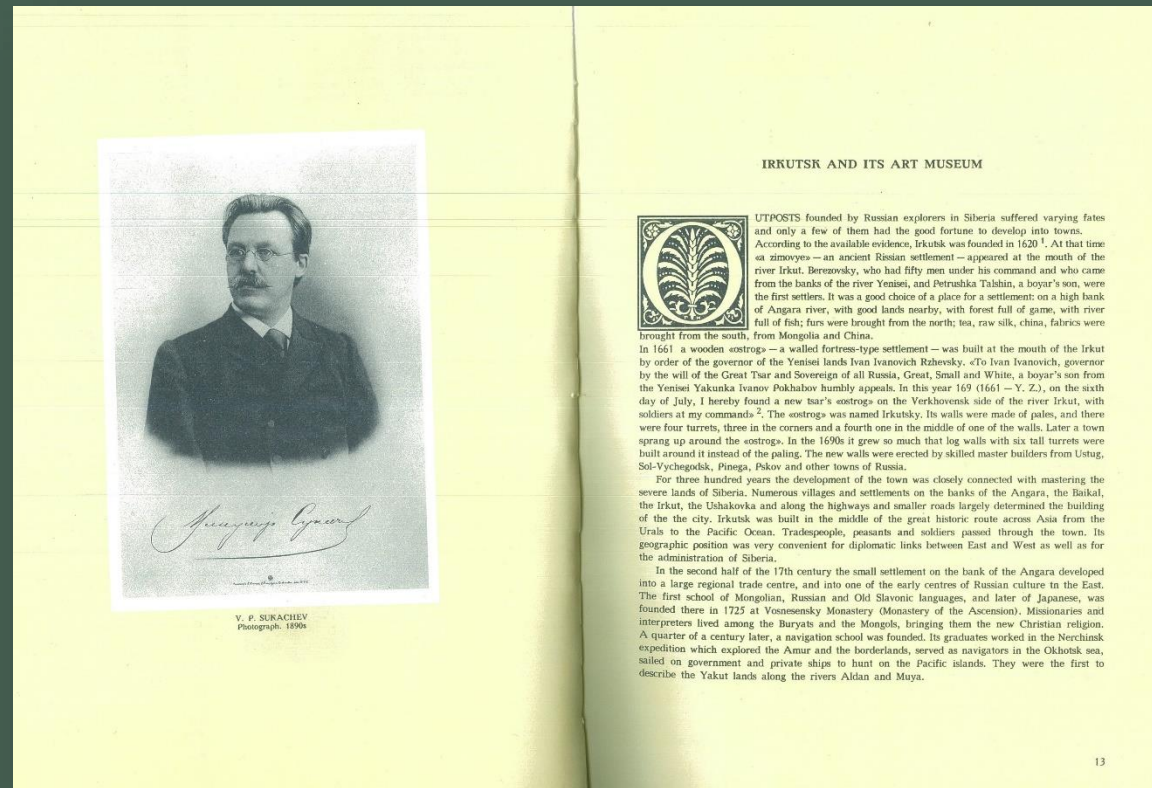 V. P. SUKACHEV
Photograph. 1890s
IRKUTSK AND ITS ART MUSEUM
OUTPOSTS founded by Russian explorers in Siberia suffered varying fates
and only a few of them had the good fortune to develop into towns.
According to the available evidence, Irkutsk was founded in 1620 ¹. At that time
«a zimovye» — an ancient Rissian settlement — appeared at the mouth of the
river Irkut. Berezovsky, who had fifty men under his command and who came
from the banks of the river Yenisei, and Petrushka Talshin, a boyar's son, were
the first settlers. It was a good choice of a place for a settlement: on a high bank
of Angara river, with good lands nearby, with forest full of game, with river
full of fish; furs were brought from the north; tea, raw silk, china, fabrics were
brought from the south, from Mongolia and China.
In 1661 a wooden «ostrog» — a walled fortress-type settlement — was built at the mouth of the Irkut
by order of the governor of the Yenisei lands Ivan Ivanovich Rzhevsky. «To Ivan Ivanovich, governor
by the will of the Great Tsar and Sovereign of all Russia, Great, Small and White, a boyar's son from
the Yenisei Yakunka Ivanov Pokhabov humbly appeals. In this year 169 (1661 — Y. Z.), on the sixth
day of July, I hereby found a new tsar's «ostrog» on the Verkhovensk side of the river Irkut, with
soldiers at my command» ². The «ostrog» was named Irkutsky. Its walls were made of pales, and there
were four turrets, three in the corners and a fourth one in the middle of one of the walls. Later a town
sprang up around the «ostrog». In the 1690s it grew so much that log walls with six tall turrets were
built around it instead of the paling. The new walls were erected by skilled master builders from Ustug,
Sol-Vychegodsk, Pinega, Pskov and other towns of Russia.
For three hundred years the development of the town was closely connected with mastering the
severe lands of Siberia. Numerous villages and settlements on the banks of the Angara, the Baikal,
the Irkut, the Ushakovka and along the highways and smaller roads largely determined the building
of the the city. Irkutsk was built in the middle of the great historic route across Asia from the
Urals to the Pacific Ocean. Tradespeople, peasants and soldiers passed through the town. Its
geographic position was very convenient for diplomatic links between East and West as well as for
the administration of Siberia.
In the second half of the 17th century the small settlement on the bank of the Angara developed
into a large regional trade centre, and into one of the early centres of Russian culture tn the East.
The first school of Mongolian, Russian and Old Slavonic languages, and later of Japanese, was
founded there in 1725 at Vosnesensky Monastery (Monastery of the Ascension). Missionaries and
interpreters lived among the Buryats and the Mongols, bringing them the new Christian religion.
A quarter of a century later, a navigation school was founded. Its graduates worked in the Nerchinsk
expedition which explored the Amur and the borderlands, served as navigators in the Okhotsk sea,
sailed on government and private ships to hunt on the Pacific islands. They were the first to
describe the Yakut lands along the rivers Aldan and Muya.
13